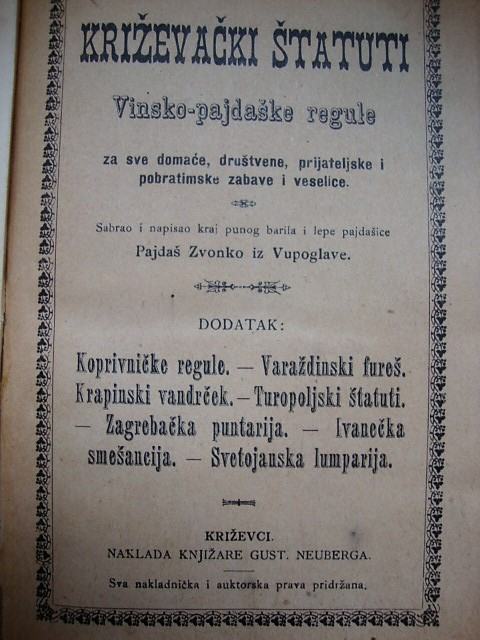 KRIŽEVAČKI ŠTATUTI
Vinsko-pajdaške regule
za sve domaće, društvene, prijateljske i
pobratimske zabave i veselice.
Sabrao i napisao kraj punog barila i lepe pajdašice
Pajdaš Zvonko iz Vupoglave.
DODATAK:
Koprivničke regule. — Varaždinski fureš.
Krapinski vandrček. — Turopoljski štatuti.
— Zagrebačka puntarija. — Ivanečka
smešancija. — Svetojanska lumparija.
KRIŽEVCI.
NAKLADA KNJIŽARE GUST. NEUBERGA.
Sva nakladnička i auktorska prava pridržana.